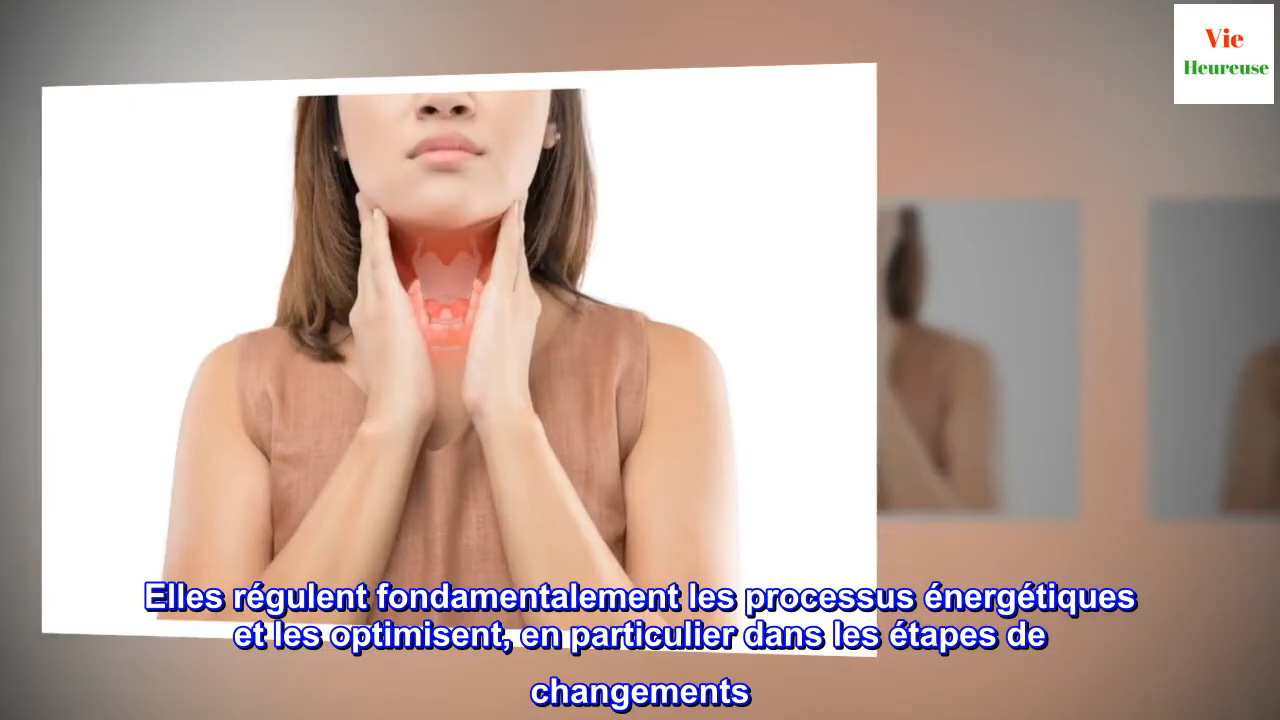 Vie
Heureuse
Elles régulent fondamentalement les processus énergétiques
et les optimisent, en particulier dans les étapes de
changements